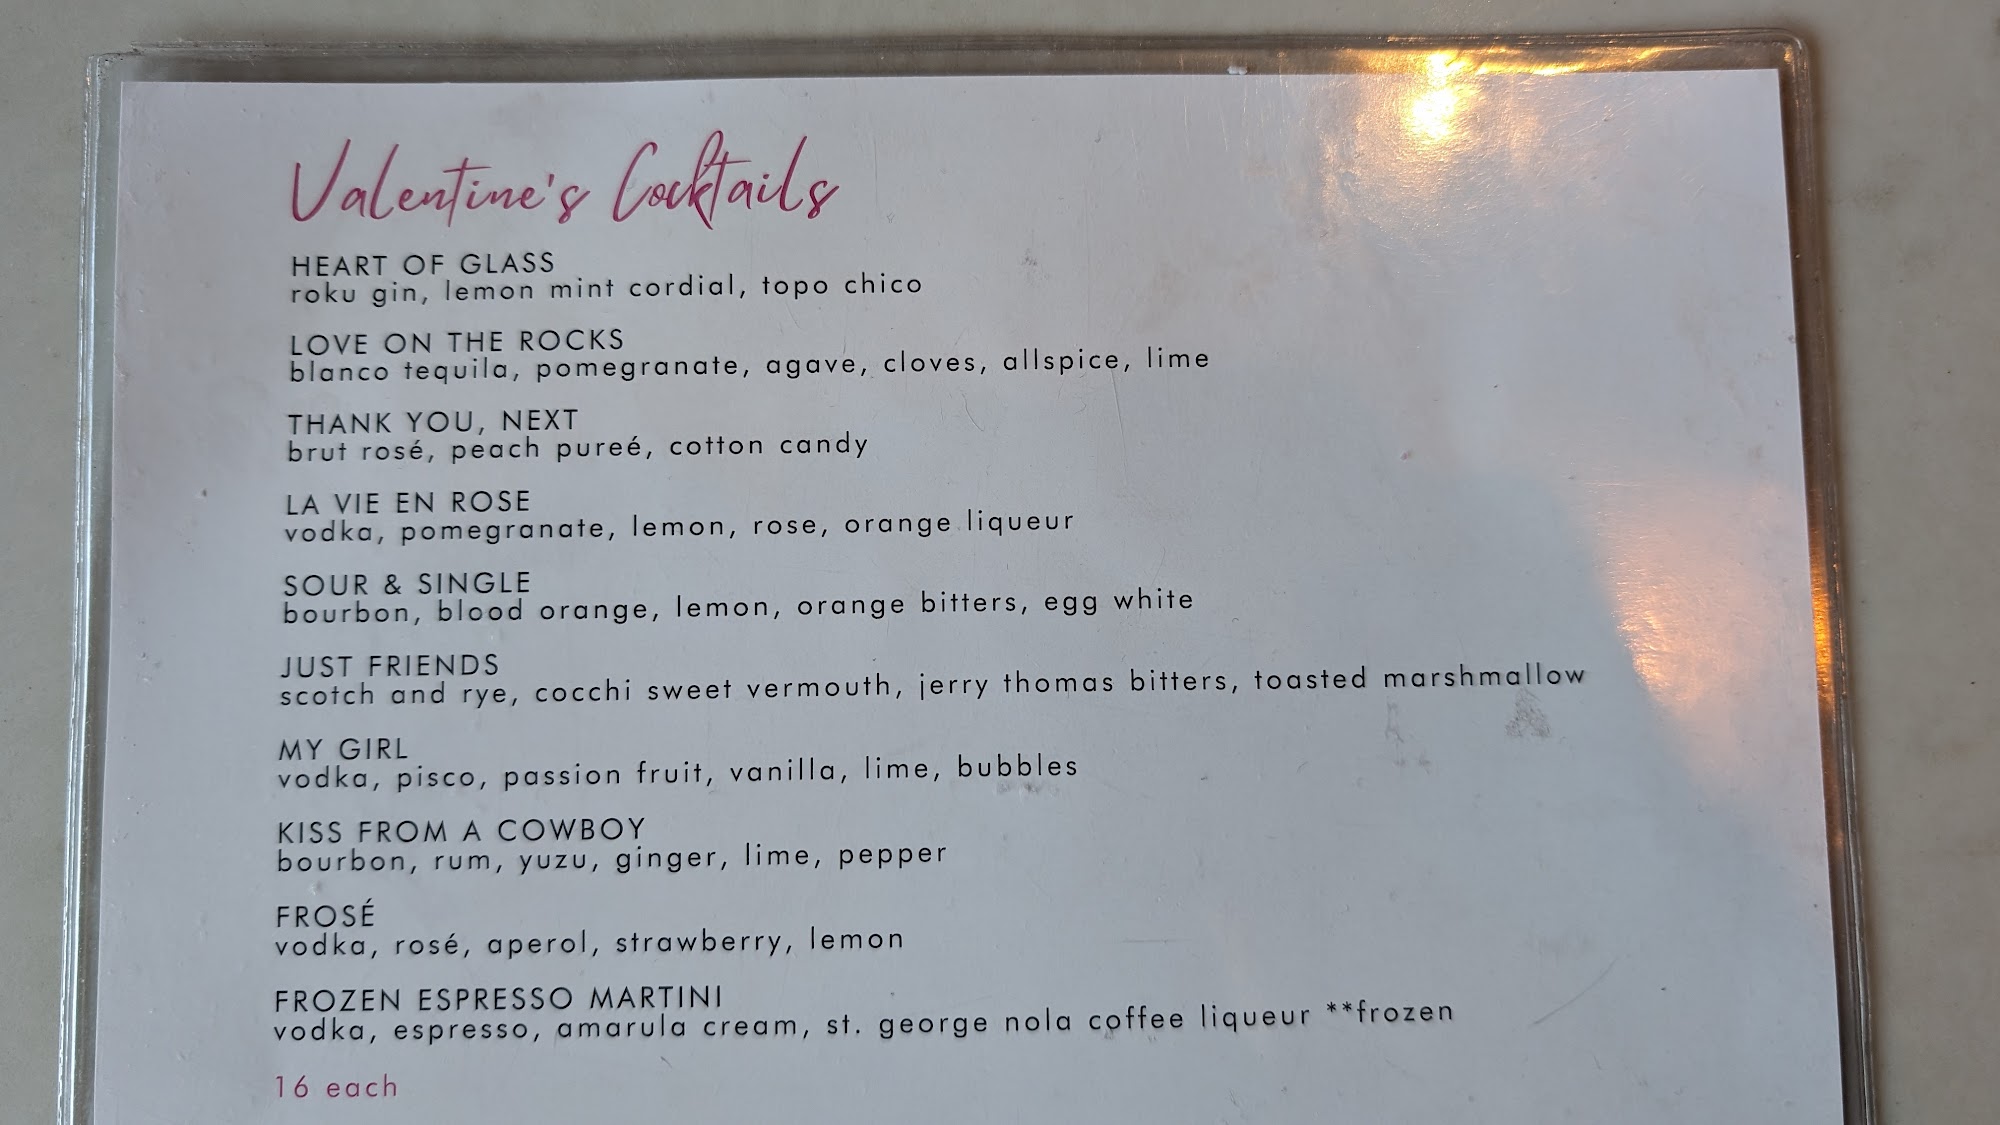 Valentine's Cocktails
HEART OF GLASS
roku gin, lemon mint cordial, topo chico
LOVE ON THE ROCKS
blanco tequila, pomegranate, agave, cloves, allspice, lime
THANK YOU, NEXT
brut rosé, peach pureé, cotton candy
LA VIE EN ROSE
vodka, pomegranate, lemon, rose, orange liqueur
SOUR & SINGLE
bourbon, blood orange, lemon, orange bitters, egg white
JUST FRIENDS
scotch and rye, cocchi sweet vermouth, jerry thomas bitters, toasted marshmallow
MY GIRL
vodka, pisco, passion fruit, vanilla, lime, bubbles
KISS FROM A COWBOY
bourbon, rum, yuzu, ginger, lime, pepper
FROSÉ
vodka, rosé, aperol, strawberry, lemon
FROZEN ESPRESSO MARTINI
vodka, espresso, amarula cream, st. george nola coffee liqueur **frozen
16 each